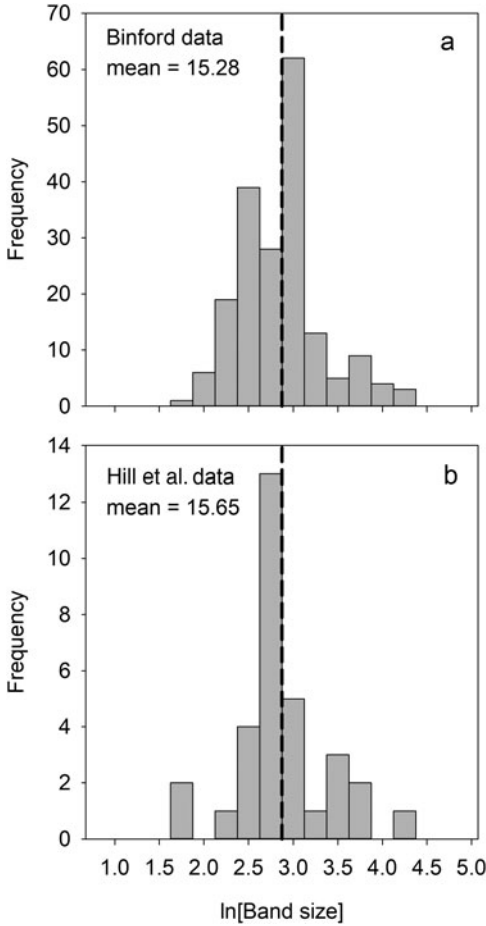 70
60
50
40
30
20
10
0
Frequency
Binford data
mean = 15.28
a
14
12
10
8
6
4
2
0
Frequency
Hill et al. data
mean = 15.65
b
1.0 1.5 2.0 2.5 3.0 3.5 4.0 4.5 5.0
ln[Band size]